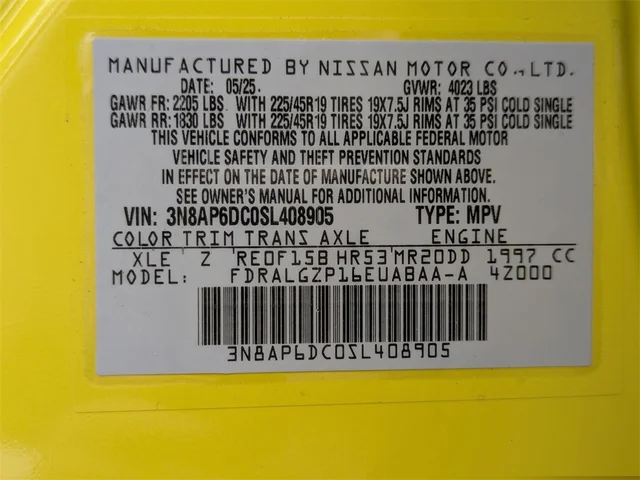 MANUFACTURED BY NISSAN MOTOR CO., LTD.
DATE: 05/25. GVWR: 4023 LBS
GAWR FR: 2205 LBS. WITH 225/45R19 TIRES 19X7.5J RIMS AT 35 PSI COLD SINGLE
GAWR RR: 1830 LBS. WITH 225/45R19 TIRES 19X7.5J RIMS AT 35 PSI COLD SINGLE
THIS VEHICLE CONFORMS TO ALL APPLICABLE FEDERAL MOTOR
VEHICLE SAFETY AND THEFT PREVENTION STANDARDS
IN EFFECT ON THE DATE OF MANUFACTURE SHOWN ABOVE.
SEE OWNER'S MANUAL FOR ADDITIONAL INFORMATION.
VIN: 3N8AP6DC0SL408905 TYPE: MPV
COLOR TRIM TRANS AXLE ENGINE
XLE Z RE0F15B HR53 MR20DD 1997 CC
MODEL: FDRALGZP16EUABAA-A 4Z000
3N8AP6DC0SL408905